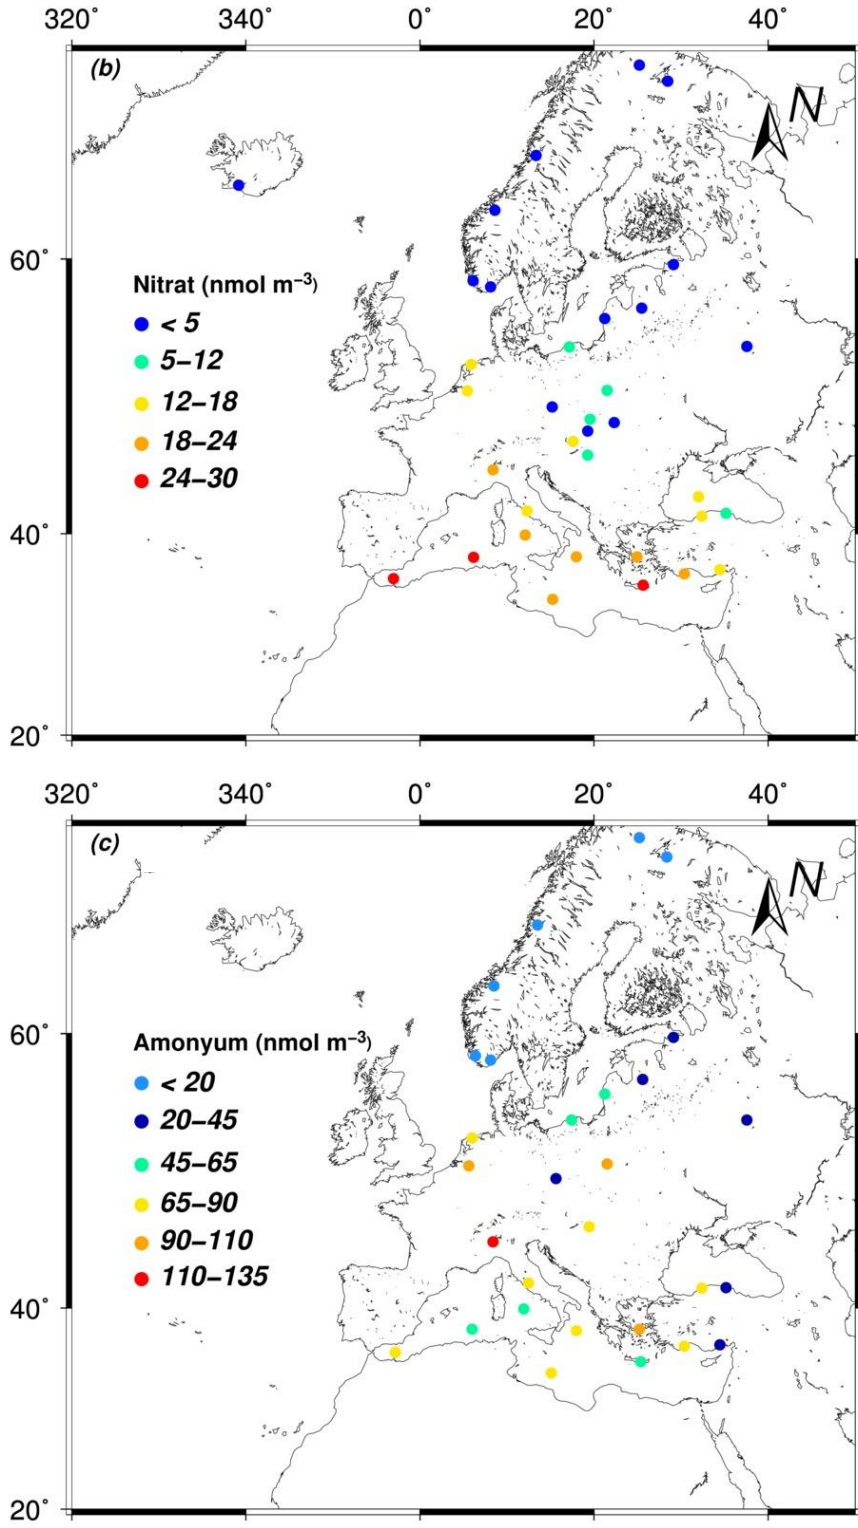 320˚ 340˚ 0˚ 20˚ 40˚
(b)
N
60˚
Nitrat (nmol m⁻³)
< 5
5–12
12–18
18–24
24–30
40˚
20˚
320˚ 340˚ 0˚ 20˚ 40˚
(c)
N
60˚
Amonyum (nmol m⁻³)
< 20
20–45
45–65
65–90
90–110
110–135
40˚
20˚